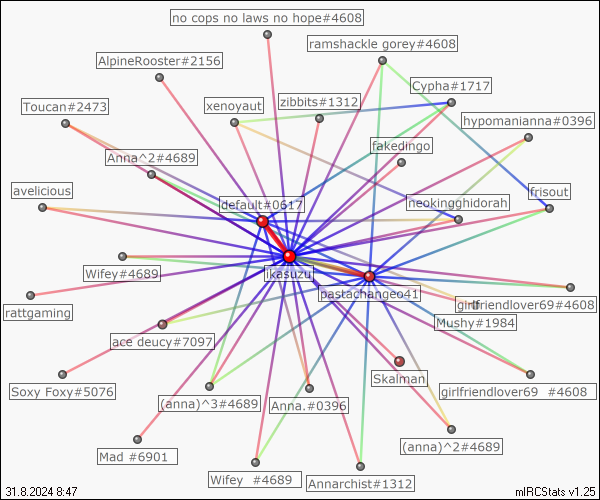 no cops no laws no hope#4608
ramshackle gorey#4608
AlpineRooster#2156
Cypha#1717
Toucan#2473
xenoyaut
zibbits#1312
hypomanianna#0396
Anna^2#4689
fakedingo
avelicious
default#0617
neokingghidorah
frisout
Wifey#4689
ikasuzu
pastachangeo41
rattgaming
girlfriendlover69#4608
Mushy#1984
ace deucy#7097
Soxy Foxy#5076
Skalman
(anna)^3#4689
Anna.#0396
girlfriendlover69 #4608
Mad #6901
(anna)^2#4689
Wifey #4689
Annarchist#1312
31.8.2024 8:47
mIRCStats v1.25